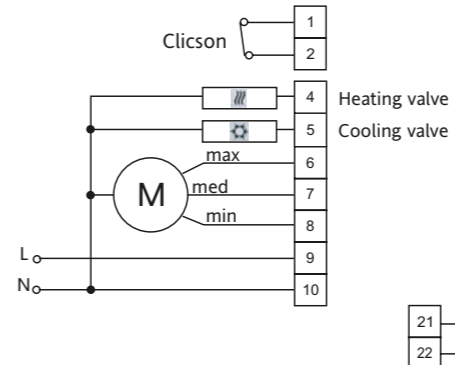 1
Clicson
2
4 Heating valve
5 Cooling valve
max
6
M med 7
min
8
L 9
N 10
21
22